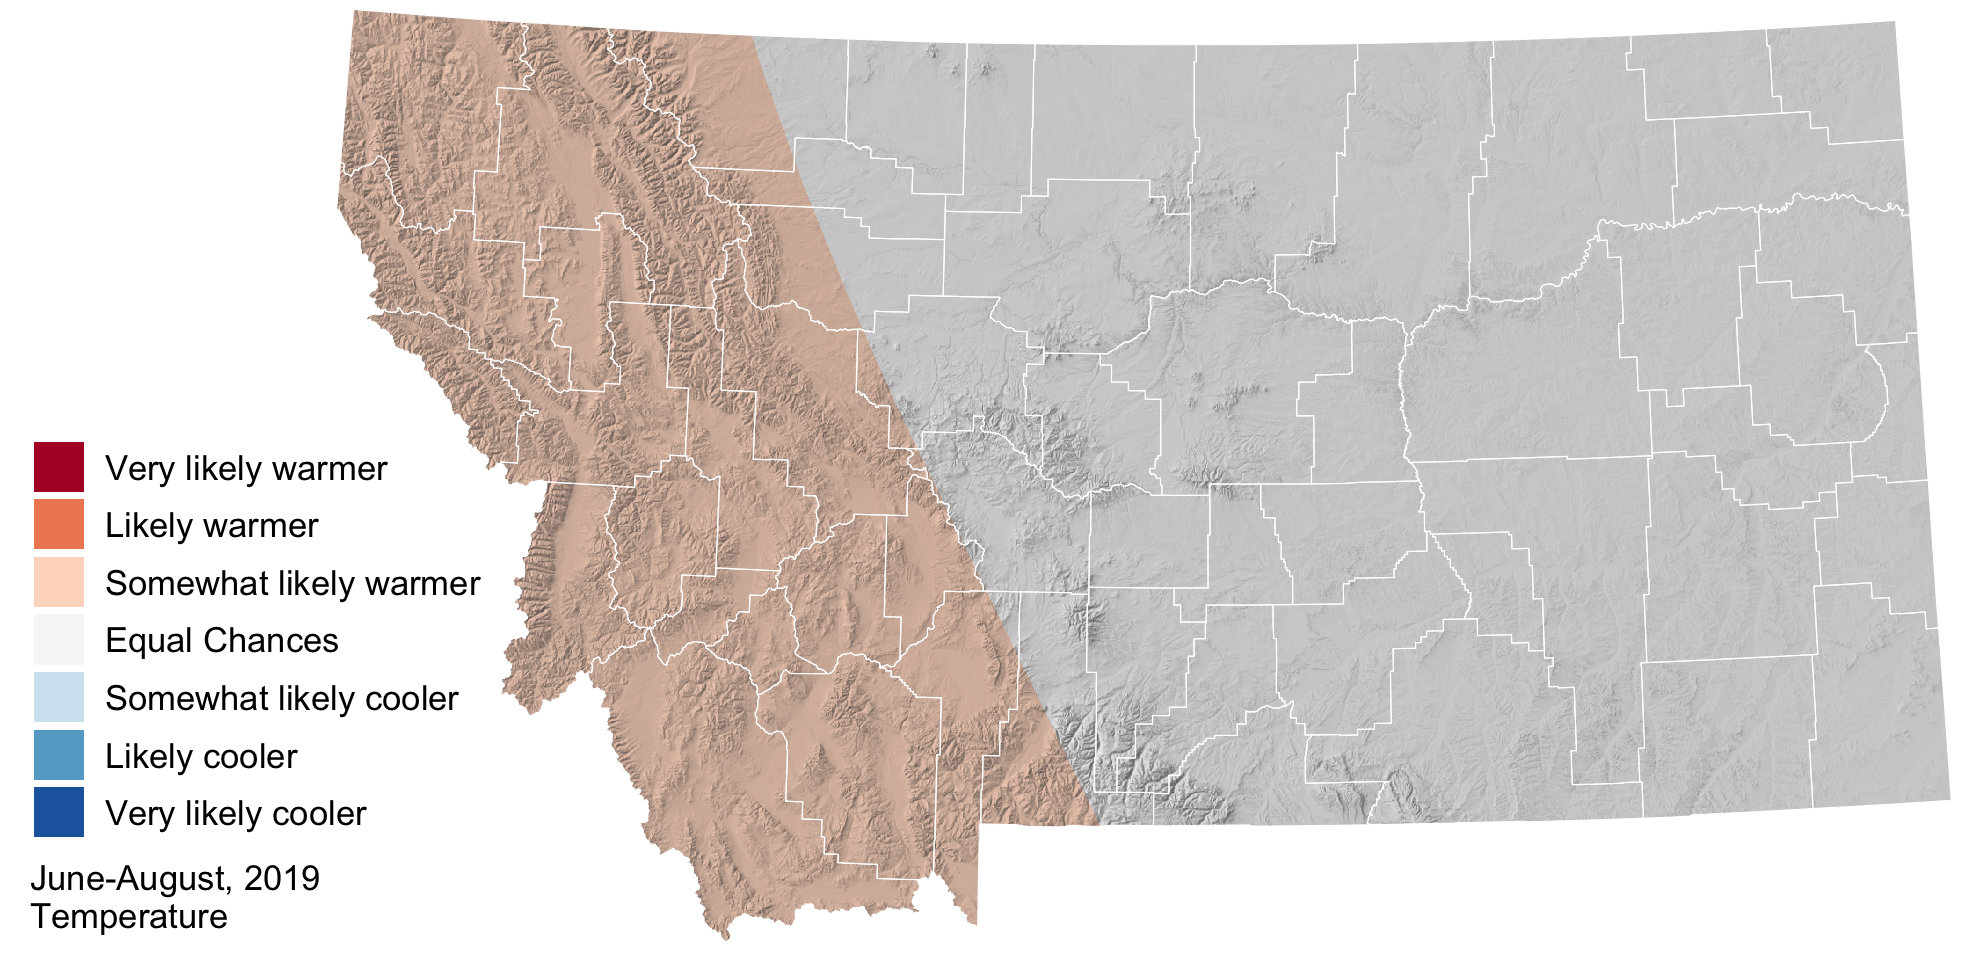 Very likely warmer
Likely warmer
Somewhat likely warmer
Equal Chances
Somewhat likely cooler
Likely cooler
Very likely cooler
June-August, 2019
Temperature